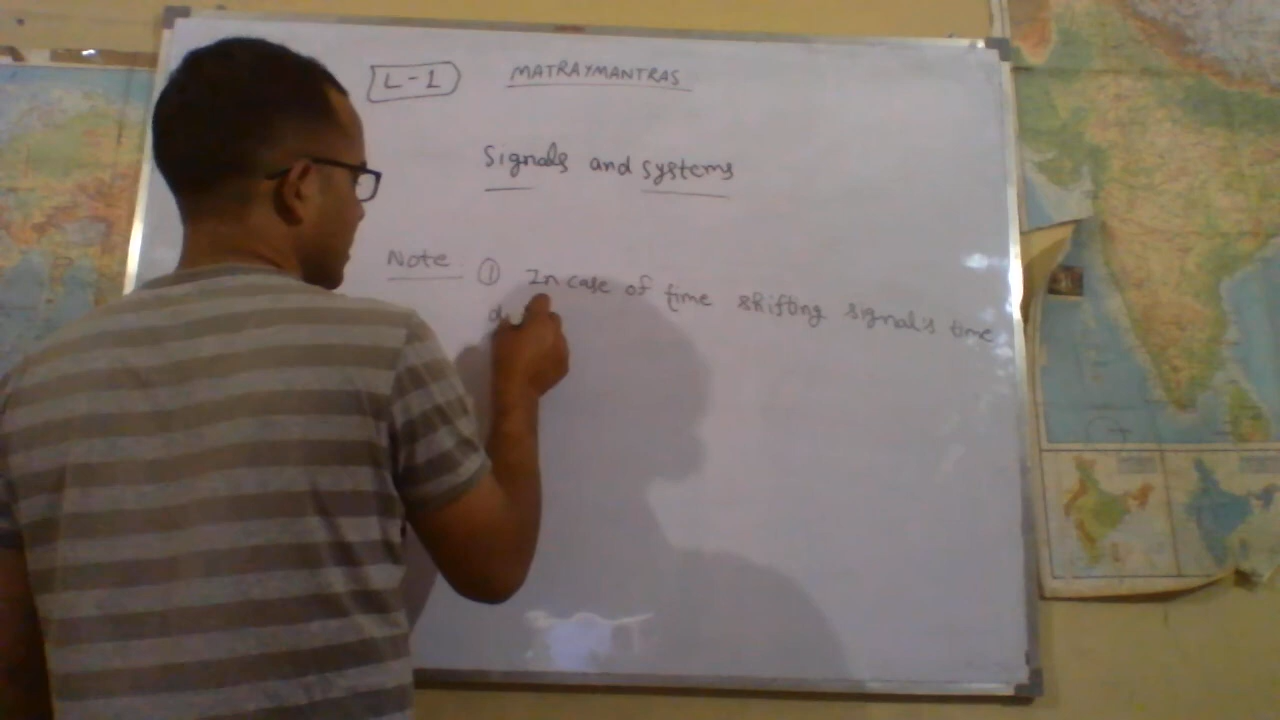 L-1
MATRAYMANTRAS
Signals and systems
Note: ① In case of time shifting signal's time